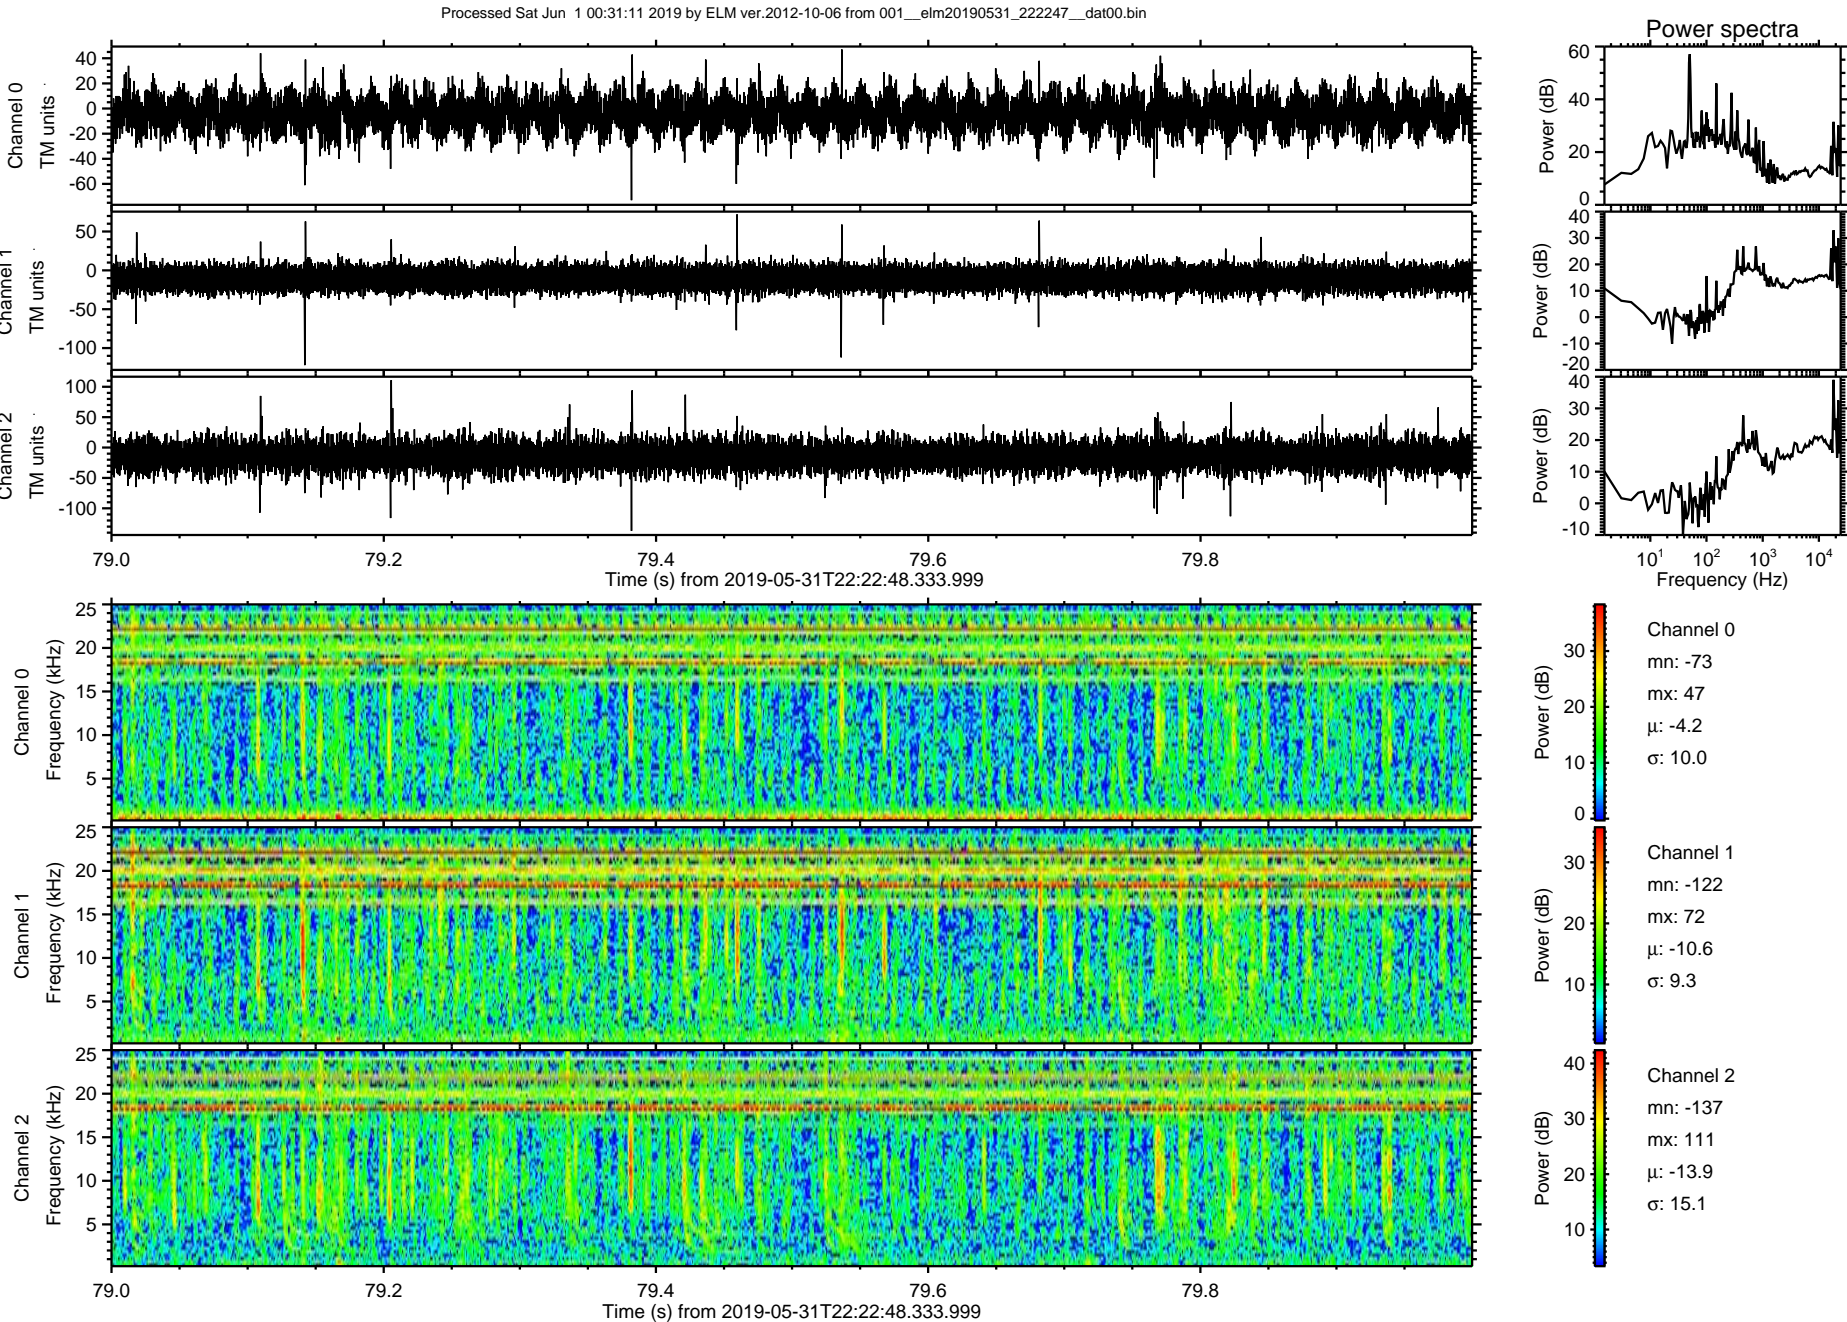 Processed Sat Jun  1 00:31:11 2019 by ELM ver.2012-10-06 from 001__elm20190531_222247__dat00.bin
Power spectra
Channel 0
TM units
40
20
0
-20
-40
-60
Power (dB)
60
40
20
0
Channel 1
TM units
50
0
-50
-100
Power (dB)
40
30
20
10
0
-10
-20
Channel 2
TM units
100
50
0
-50
-100
Power (dB)
40
30
20
10
0
-10
79.0 79.2 79.4 79.6 79.8
Time (s) from 2019-05-31T22:22:48.333.999
10¹ 10² 10³ 10⁴
Frequency (Hz)
Channel 0
Frequency (kHz)
25
20
15
10
5
Power (dB)
30
20
10
0
Channel 0
mn: -73
mx: 47
μ: -4.2
σ: 10.0
Channel 1
Frequency (kHz)
25
20
15
10
5
Power (dB)
30
20
10
Channel 1
mn: -122
mx: 72
μ: -10.6
σ: 9.3
Channel 2
Frequency (kHz)
25
20
15
10
5
Power (dB)
40
30
20
10
Channel 2
mn: -137
mx: 111
μ: -13.9
σ: 15.1
79.0 79.2 79.4 79.6 79.8
Time (s) from 2019-05-31T22:22:48.333.999